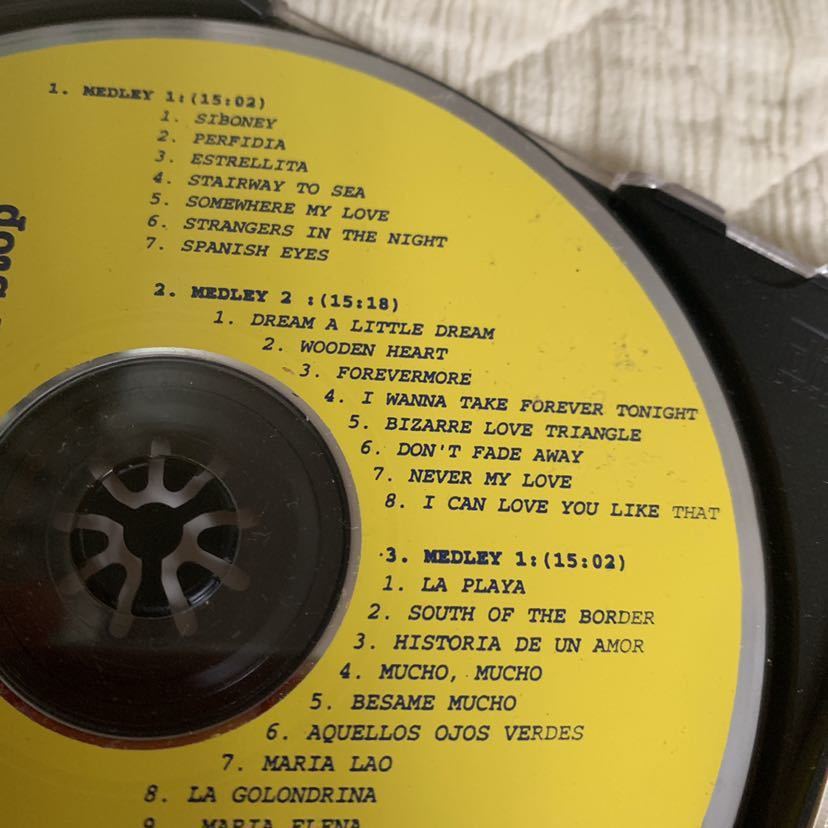 1. MEDLEY 1:(15:02)
1. SIBONEY
2. PERFIDIA
3. ESTRELLITA
4. STAIRWAY TO SEA
5. SOMEWHERE MY LOVE
6. STRANGERS IN THE NIGHT
7. SPANISH EYES
2. MEDLEY 2 :(15:18)
1. DREAM A LITTLE DREAM
2. WOODEN HEART
3. FOREVERMORE
4. I WANNA TAKE FOREVER TONIGHT
5. BIZARRE LOVE TRIANGLE
6. DON'T FADE AWAY
7. NEVER MY LOVE
8. I CAN LOVE YOU LIKE THAT
3. MEDLEY 1:(15:02)
1. LA PLAYA
2. SOUTH OF THE BORDER
3. HISTORIA DE UN AMOR
4. MUCHO, MUCHO
5. BESAME MUCHO
6. AQUELLOS OJOS VERDES
7. MARIA LAO
8. LA GOLONDRINA
9. MARIA ELENA
Stop